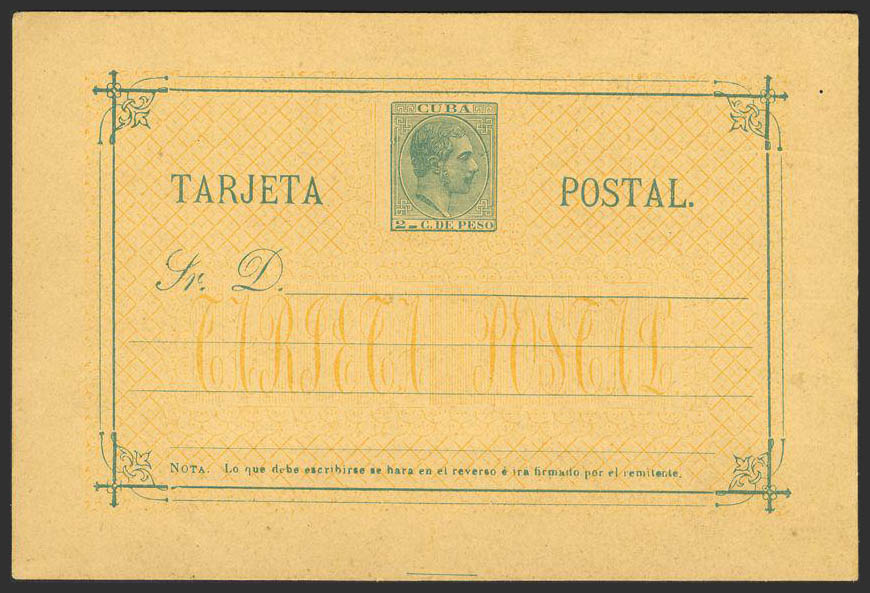 CUBA
TARJETA POSTAL.
2 C. DE PESO
Sr. D.
TARJETA POSTAL
NOTA. Lo que debe escribirse se hara en el reverso é ira firmado por el remitente.